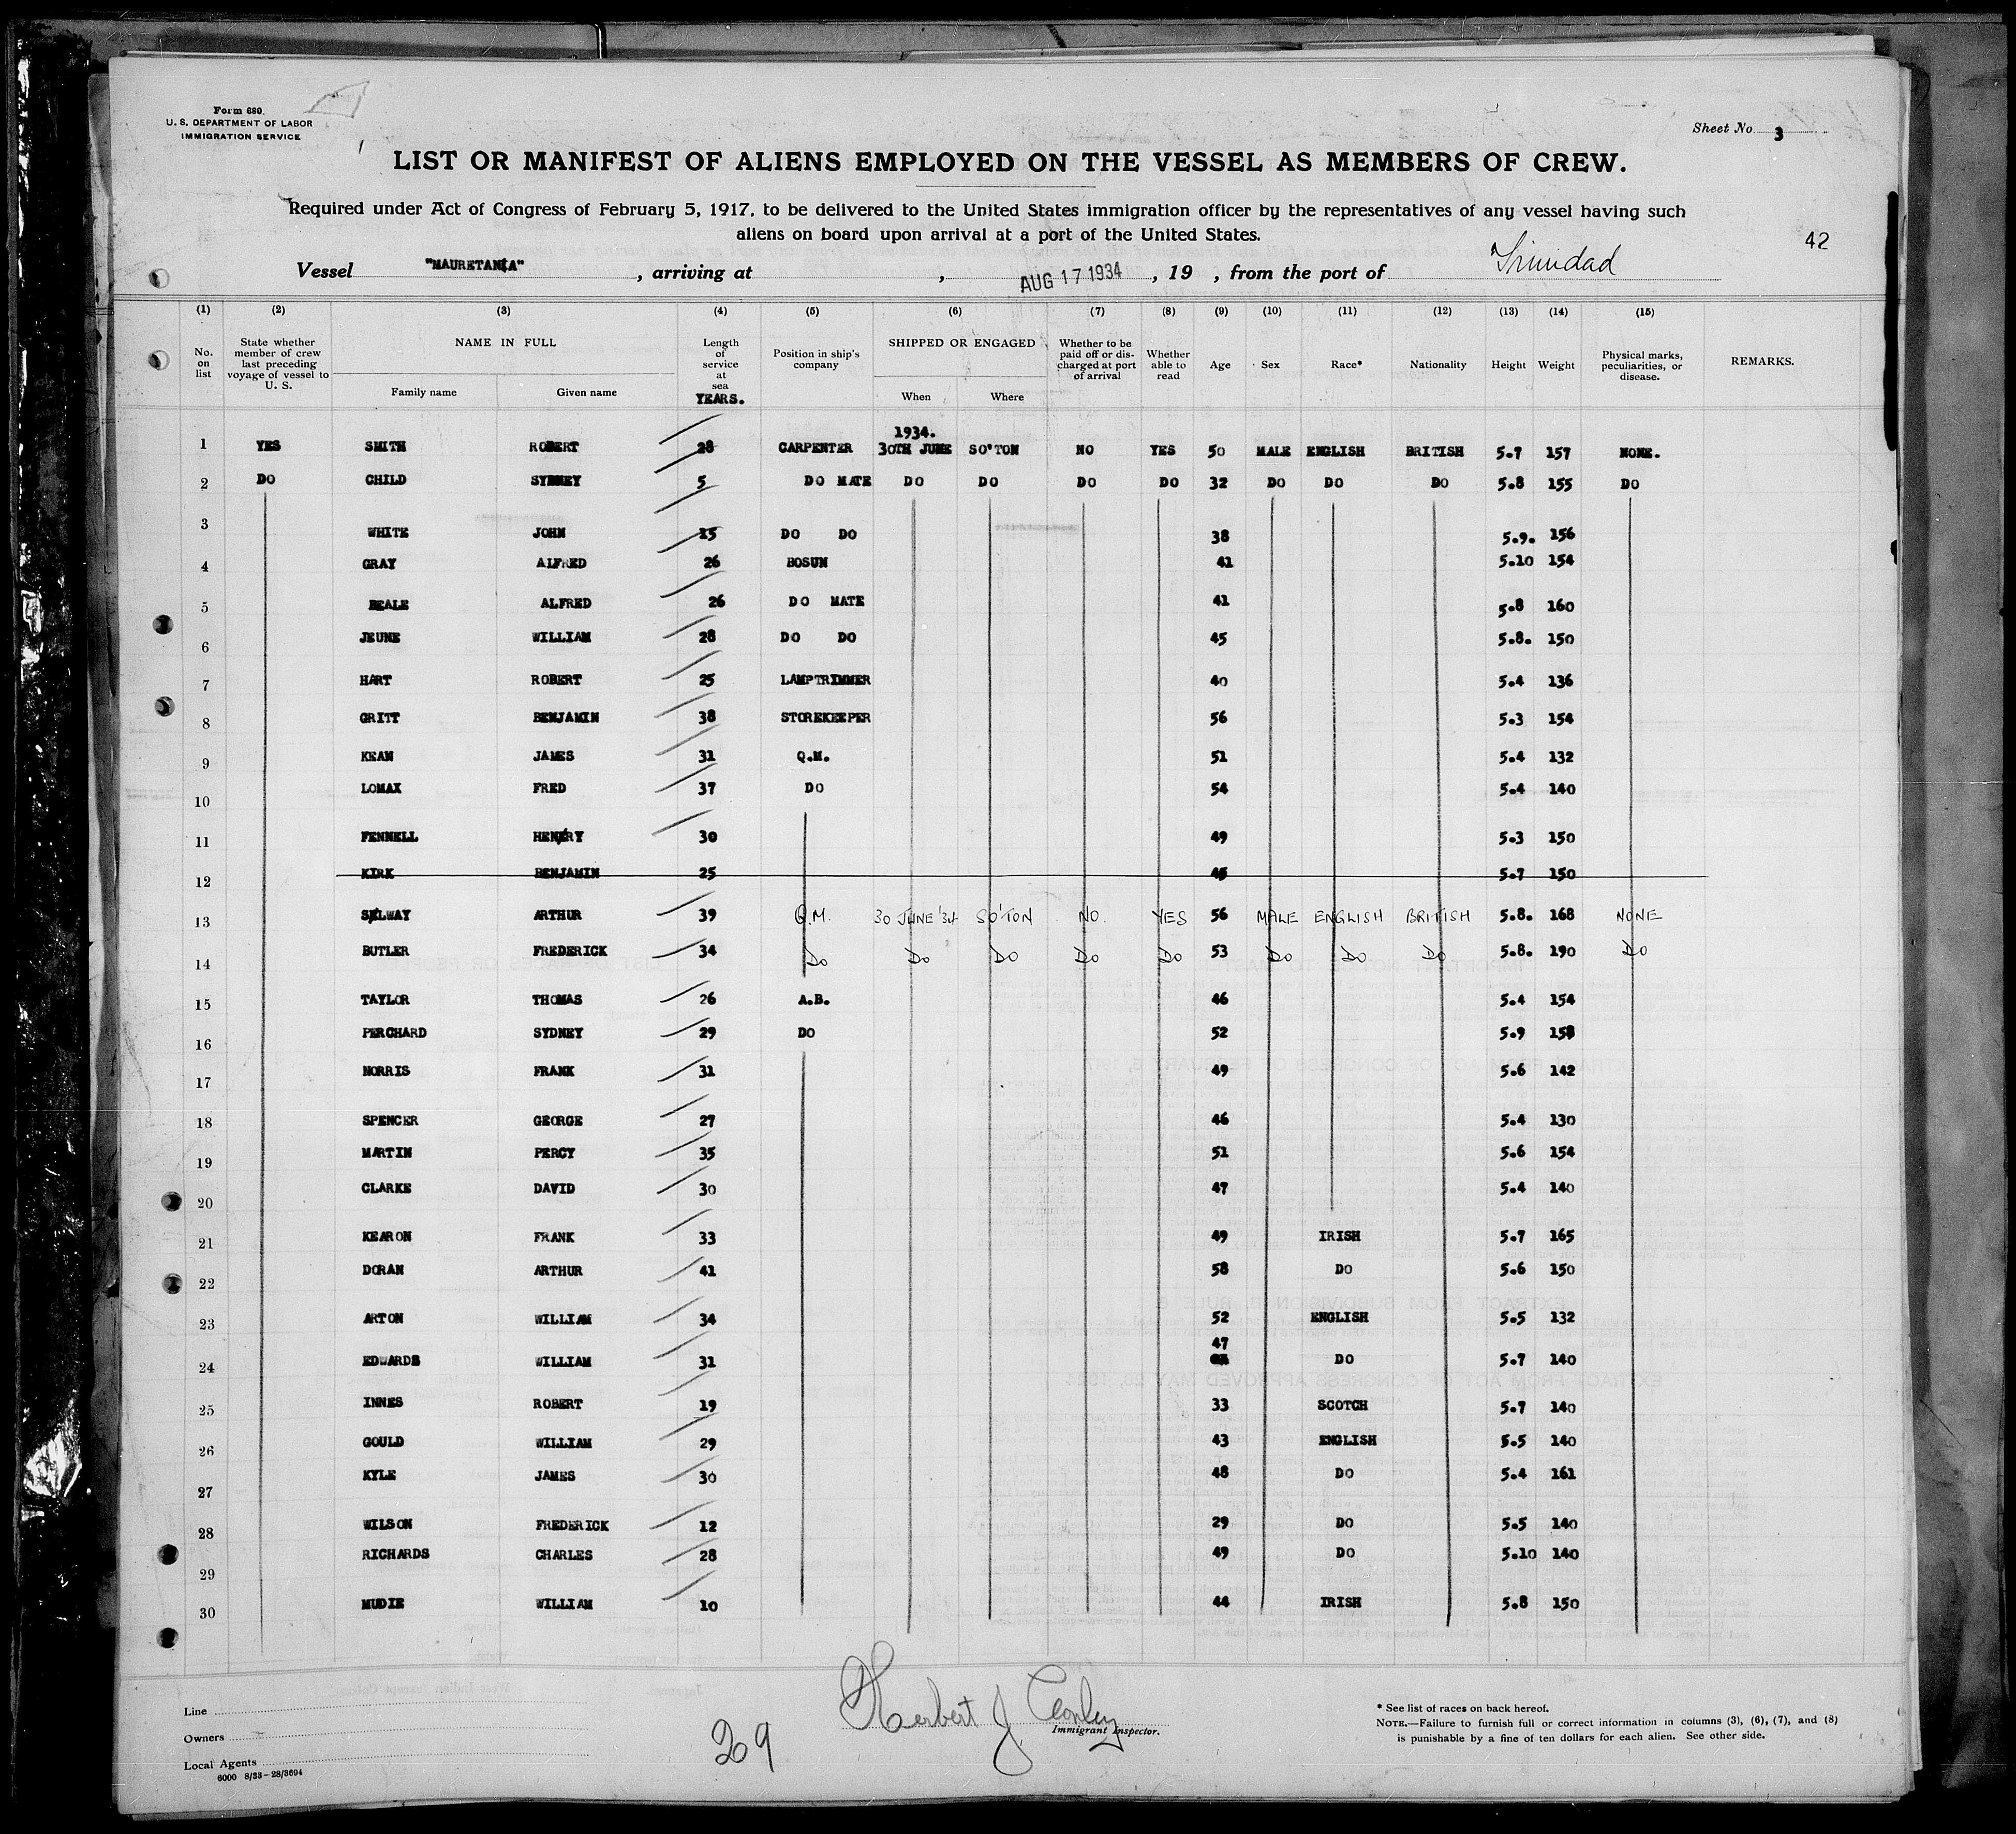 Form 680.
U. S. DEPARTMENT OF LABOR
IMMIGRATION SERVICE
Sheet No. 3
LIST OR MANIFEST OF ALIENS EMPLOYED ON THE VESSEL AS MEMBERS OF CREW.
Required under Act of Congress of February 5, 1917, to be delivered to the United States immigration officer by the representatives of any vessel having such
aliens on board upon arrival at a port of the United States.
42
Vessel "MAURETANIA", arriving at , AUG 17 1934, 19 , from the port of Trinidad
(1) (2) (3) (4) (5) (6) (7) (8) (9) (10) (11) (12) (13) (14) (15)
No. on list State whether member of crew last preceding voyage of vessel to U. S. NAME IN FULL Family name Given name Length of service at sea YEARS. Position in ship's company SHIPPED OR ENGAGED When Where Whether to be paid off or discharged at port of arrival Whether able to read Age Sex Race* Nationality Height Weight Physical marks, peculiarities, or disease. REMARKS.
1934.
1 YES SMITH ROBERT 28 CARPENTER 30TH JUNE SO'TON NO YES 50 MALE ENGLISH BRITISH 5.7 157 NONE.
2 DO CHILD SYDNEY 5 DO MATE DO DO DO DO 32 DO DO DO 5.8 155 DO
3 WHITE JOHN 15 DO DO 38 5.9. 156
4 GRAY ALFRED 26 BOSUN 41 5.10 154
5 BEALE ALFRED 26 DO MATE 41 5.8 160
6 JEUNE WILLIAM 28 DO DO 45 5.8. 150
7 HART ROBERT 25 LAMPTRIMMER 40 5.4 136
8 GRITT BENJAMIN 38 STOREKEEPER 56 5.3 154
9 KEAN JAMES 31 Q.M. 51 5.4 132
10 LOMAX FRED 37 DO 54 5.4 140
11 FENNELL HENRY 30 49 5.3 150
12 KIRK BENJAMIN 25 45 5.7 150
13 SELWAY ARTHUR 39 Q.M. 30 JUNE '34 SO'TON NO. YES 56 MALE ENGLISH BRITISH 5.8. 168 NONE
14 BUTLER FREDERICK 34 DO DO DO DO DO 53 DO DO DO 5.8. 190 DO
15 TAYLOR THOMAS 26 A.B. 46 5.4 154
16 PERCHARD SYDNEY 29 DO 52 5.9 158
17 NORRIS FRANK 31 49 5.6 142
18 SPENCER GEORGE 27 46 5.4 130
19 MARTIN PERCY 35 51 5.6 154
20 CLARKE DAVID 30 47 5.4 140
21 KEARON FRANK 33 49 IRISH 5.7 165
22 DORAN ARTHUR 41 58 DO 5.6 150
23 ARTON WILLIAM 34 52 ENGLISH 5.5 132
24 EDWARDS WILLIAM 31 47 DO 5.7 140
25 INNES ROBERT 19 33 SCOTCH 5.7 140
26 GOULD WILLIAM 29 43 ENGLISH 5.5 140
27 KYLE JAMES 30 48 DO 5.4 161
28 WILSON FREDERICK 12 29 DO 5.5 140
29 RICHARDS CHARLES 28 49 DO 5.10 140
30 MUDIE WILLIAM 10 44 IRISH 5.8 150
Line
Owners
Local Agents
6000 8/33-28/3694
29
Herbert J Conley
Immigrant Inspector.
* See list of races on back hereof.
NOTE.—Failure to furnish full or correct information in columns (3), (6), (7), and (8)
is punishable by a fine of ten dollars for each alien. See other side.